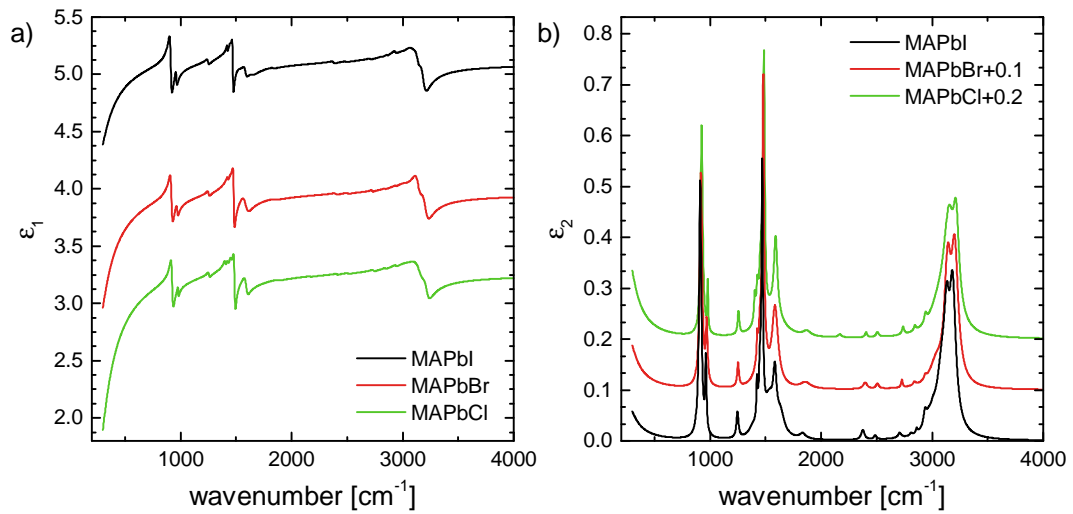 a)
5.5
5.0
4.5
4.0
3.5
3.0
2.5
2.0
ε1
MAPbI
MAPbBr
MAPbCl
1000
2000
3000
4000
wavenumber [cm-1]
b)
0.8
0.7
0.6
0.5
0.4
0.3
0.2
0.1
0.0
ε2
MAPbI
MAPbBr+0.1
MAPbCl+0.2
1000
2000
3000
4000
wavenumber [cm-1]